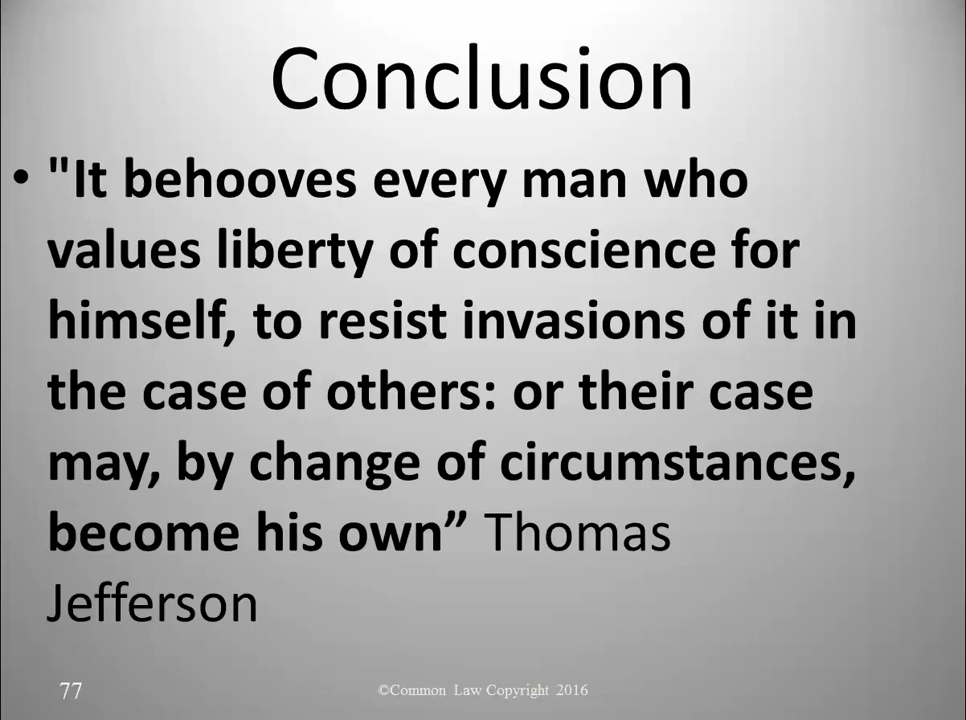 Conclusion
• "It behooves every man who
values liberty of conscience for
himself, to resist invasions of it in
the case of others: or their case
may, by change of circumstances,
become his own” Thomas
Jefferson
77
©Common Law Copyright 2016